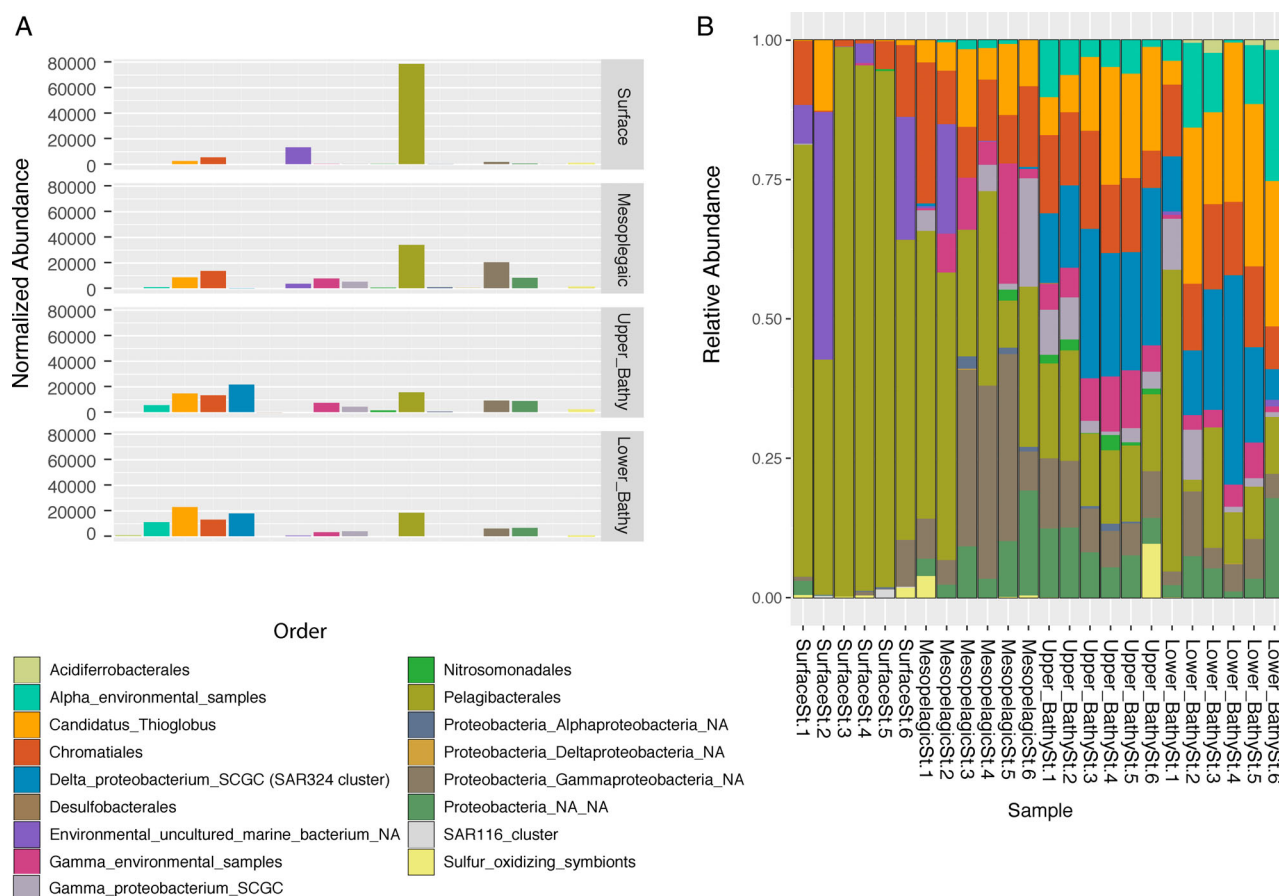 A
Normalized Abundance
80000
60000
40000
20000
0
Surface
80000
60000
40000
20000
0
Mesoplegaic
80000
60000
40000
20000
0
Upper_Bathy
80000
60000
40000
20000
0
Lower_Bathy
B
Relative Abundance
1.00
0.75
0.50
0.25
0.00
SurfaceSt.1
SurfaceSt.2
SurfaceSt.3
SurfaceSt.4
SurfaceSt.5
SurfaceSt.6
MesopelagicSt.1
MesopelagicSt.2
MesopelagicSt.3
MesopelagicSt.4
MesopelagicSt.5
MesopelagicSt.6
Upper_BathySt.1
Upper_BathySt.2
Upper_BathySt.3
Upper_BathySt.4
Upper_BathySt.5
Upper_BathySt.6
Lower_BathySt.1
Lower_BathySt.2
Lower_BathySt.3
Lower_BathySt.4
Lower_BathySt.5
Lower_BathySt.6
Sample
Order
Acidiferrobacterales
Alpha_environmental_samples
Candidatus_Thioglobus
Chromatiales
Delta_proteobacterium_SCGC (SAR324 cluster)
Desulfobacterales
Environmental_uncultured_marine_bacterium_NA
Gamma_environmental_samples
Gamma_proteobacterium_SCGC
Nitrosomonadales
Pelagibacterales
Proteobacteria_Alphaproteobacteria_NA
Proteobacteria_Deltaproteobacteria_NA
Proteobacteria_Gammaproteobacteria_NA
Proteobacteria_NA_NA
SAR116_cluster
Sulfur_oxidizing_symbionts